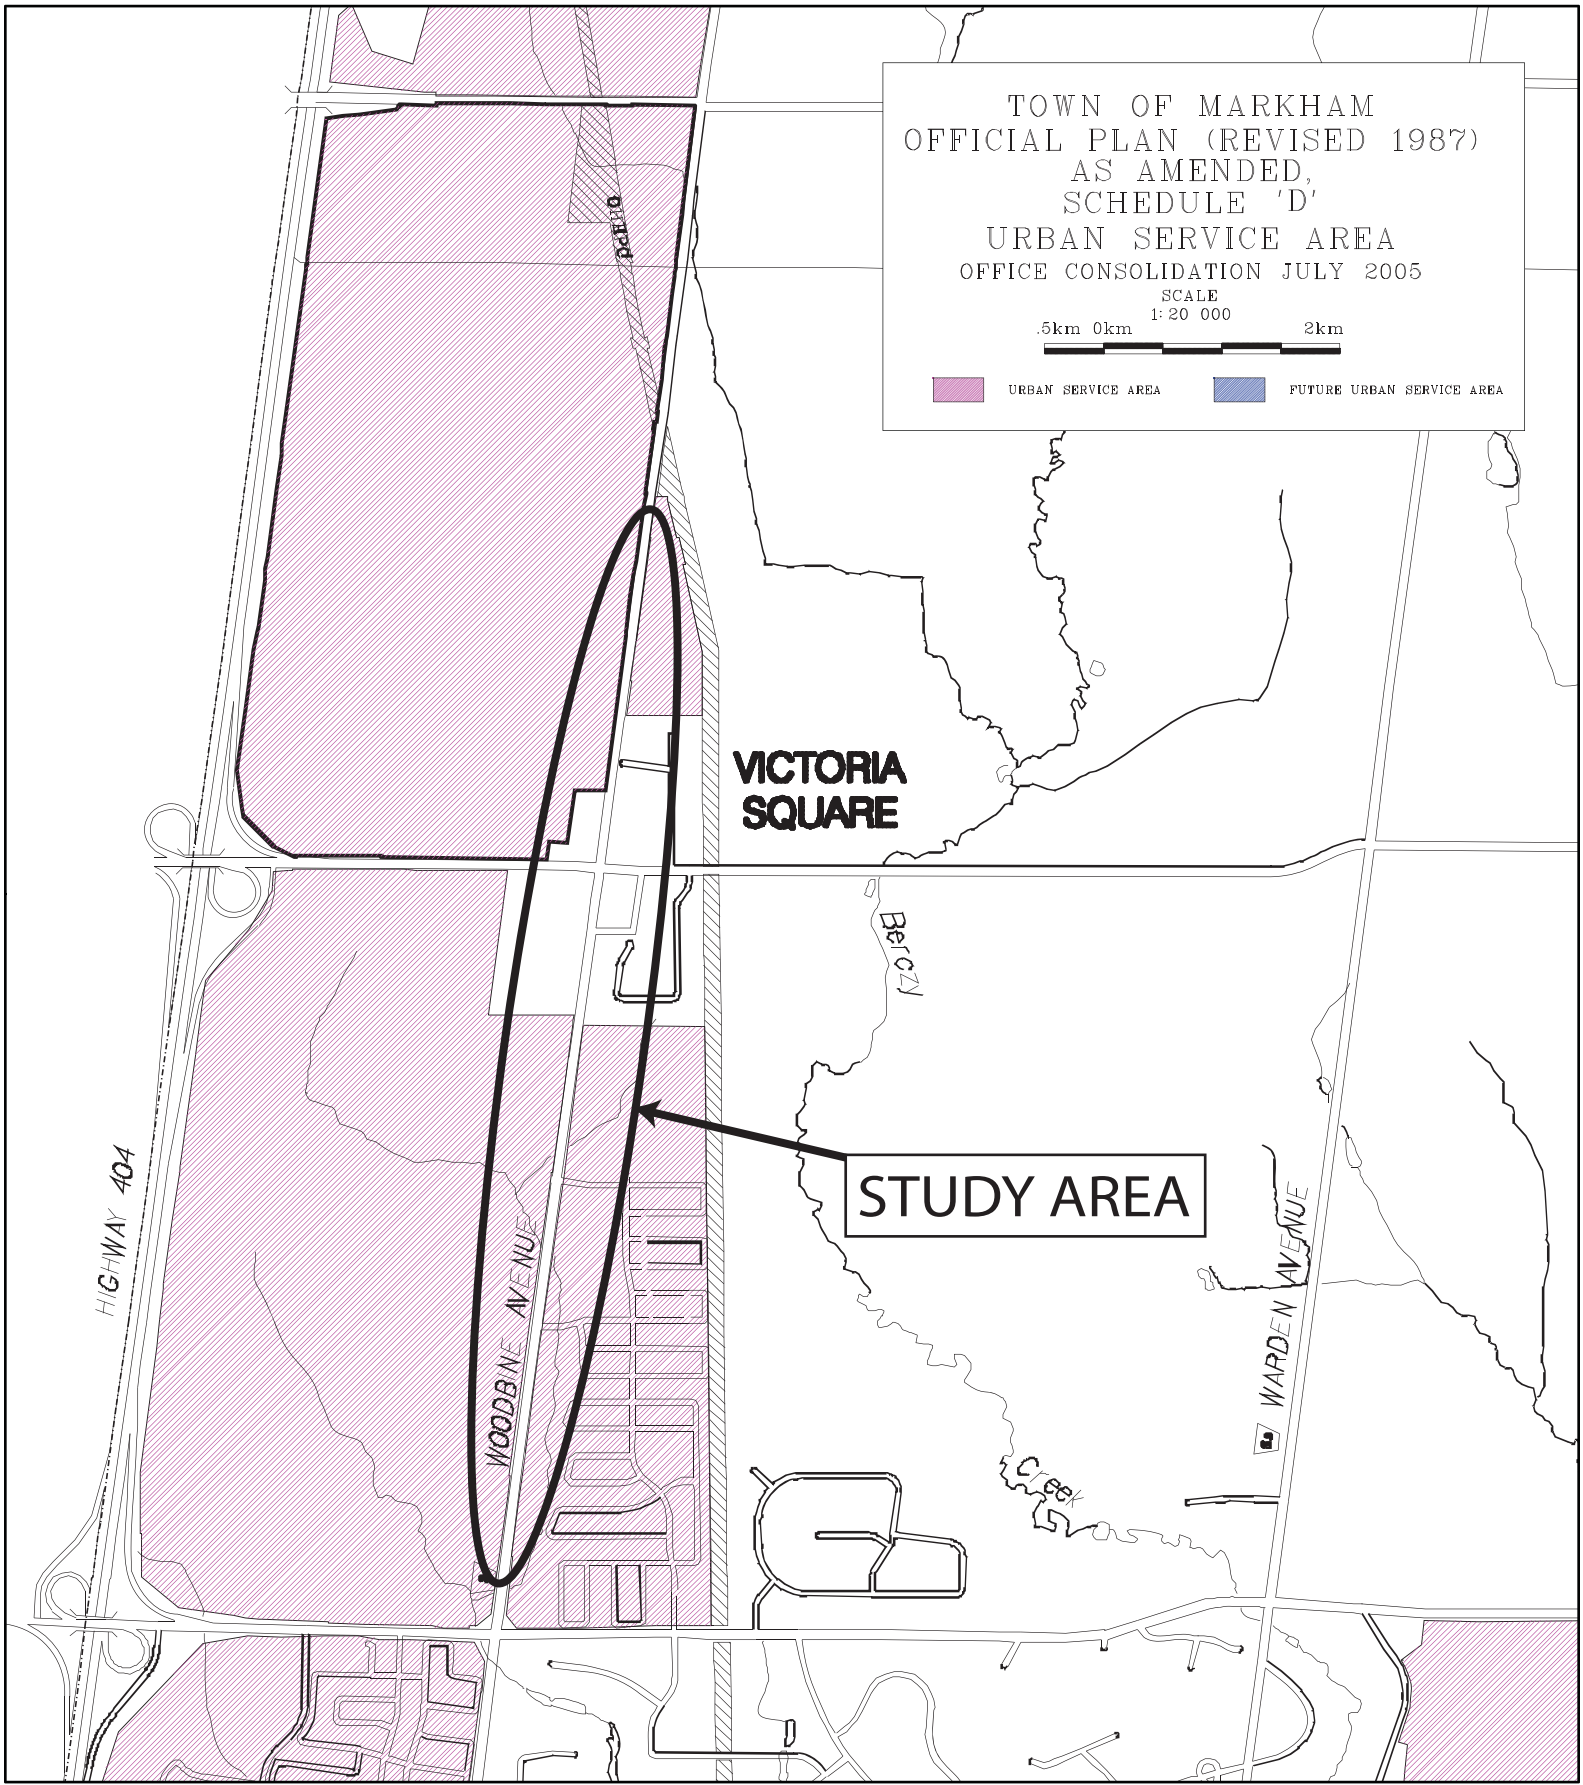 TOWN OF MARKHAM
OFFICIAL PLAN (REVISED 1987)
AS AMENDED,
SCHEDULE 'D'
URBAN SERVICE AREA
OFFICE CONSOLIDATION JULY 2005
SCALE
1:20 000
.5km 0km 2km
URBAN SERVICE AREA FUTURE URBAN SERVICE AREA
VICTORIA
SQUARE
Berczy
STUDY AREA
HIGHWAY 404
WOODBINE AVENUE
WARDEN AVENUE
Creek